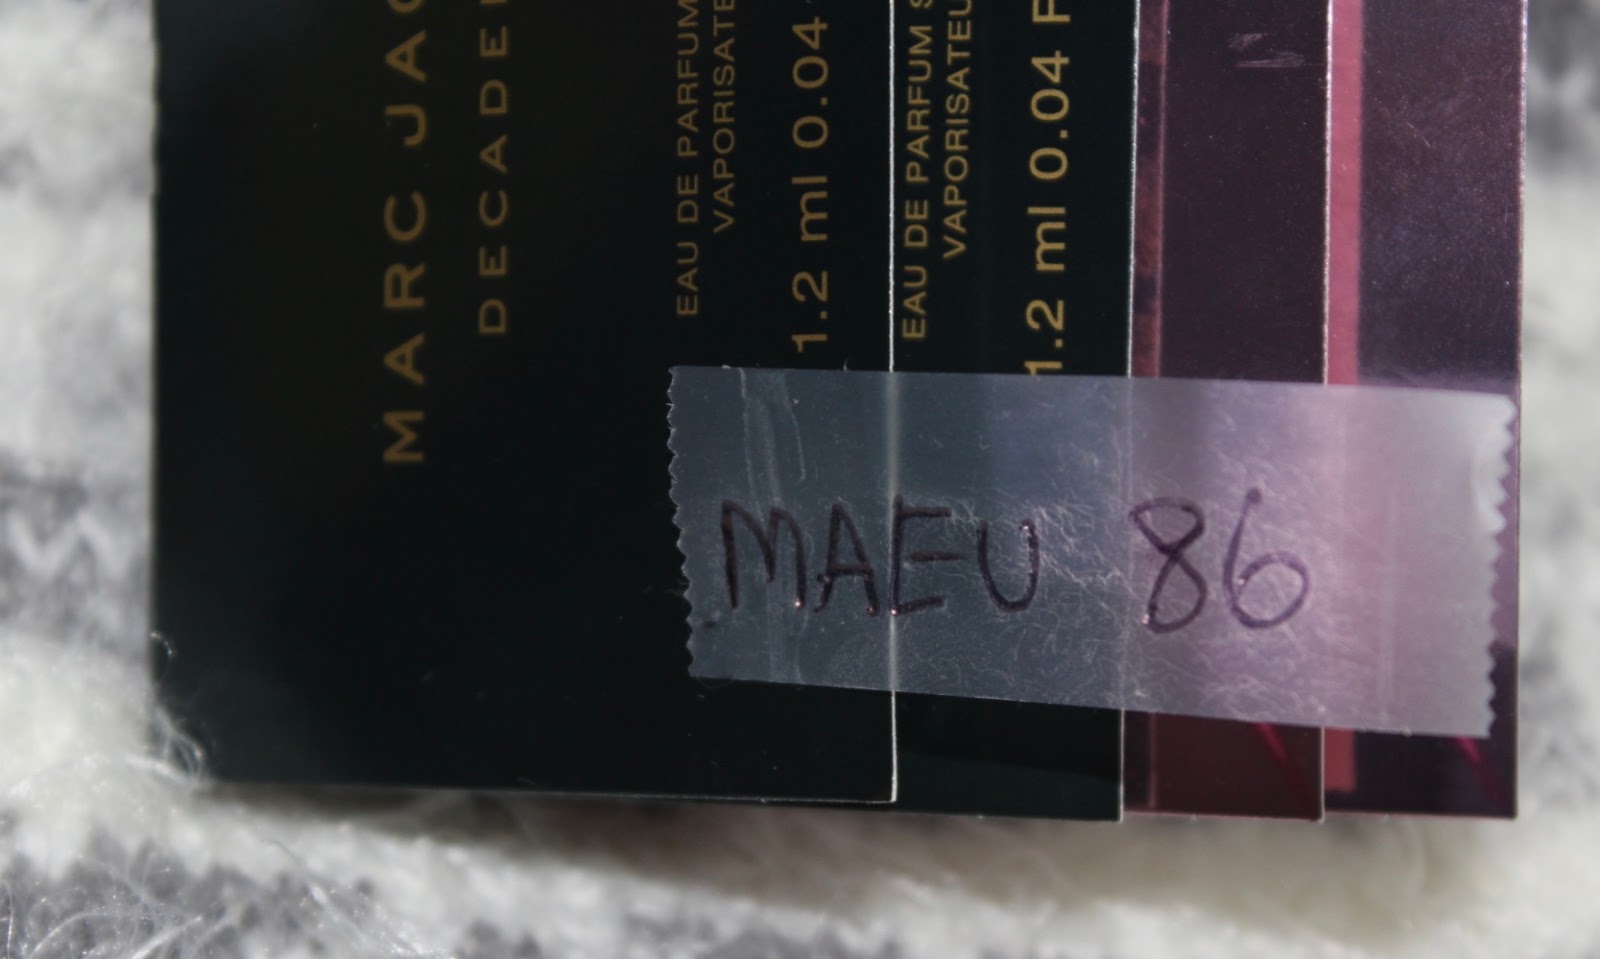 MARC JAC
DECADE
EAU DE PARFUM
VAPORISATE
1.2 ml 0.04
EAU DE PARFUM S
VAPORISATEU
1.2 ml 0.04 F
MAEU 86